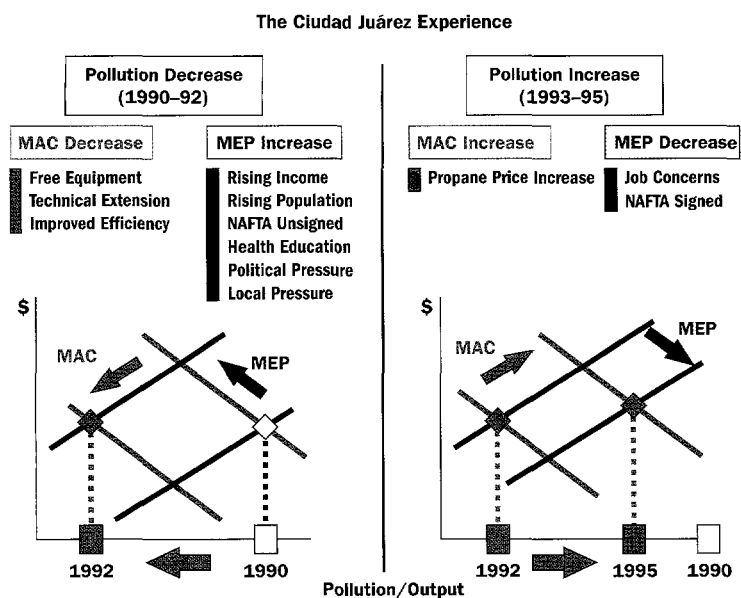 The Ciudad Juárez Experience
Pollution Decrease
(1990–92)
MAC Decrease
MEP Increase
Free Equipment
Technical Extension
Improved Efficiency
Rising Income
Rising Population
NAFTA Unsigned
Health Education
Political Pressure
Local Pressure
$
MAC
MEP
1992
1990
Pollution Increase
(1993–95)
MAC Increase
MEP Decrease
Propane Price Increase
Job Concerns
NAFTA Signed
$
MAC
MEP
1992
1995
1990
Pollution/Output